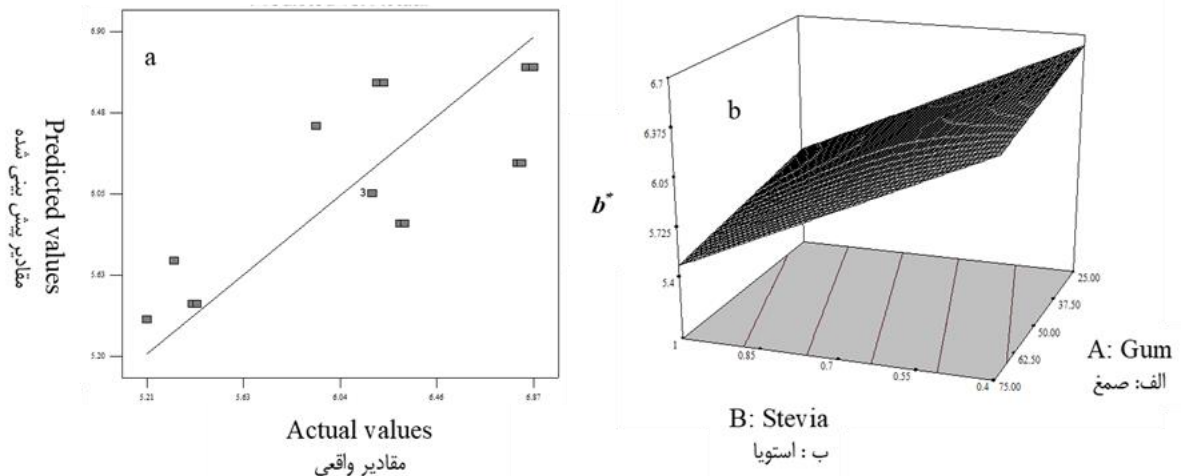 a
6.90
6.48
6.05
5.63
5.20
3
5.21
5.63
6.04
6.46
6.87
Predicted values
مقادیر پیش بینی شده
Actual values
مقادیر واقعی
b
6.7
6.375
6.05
5.725
5.4
b*
1
0.85
0.7
0.55
0.4
75.00
62.50
50.00
37.50
25.00
A: Gum
الف: صمغ
B: Stevia
ب : استویا